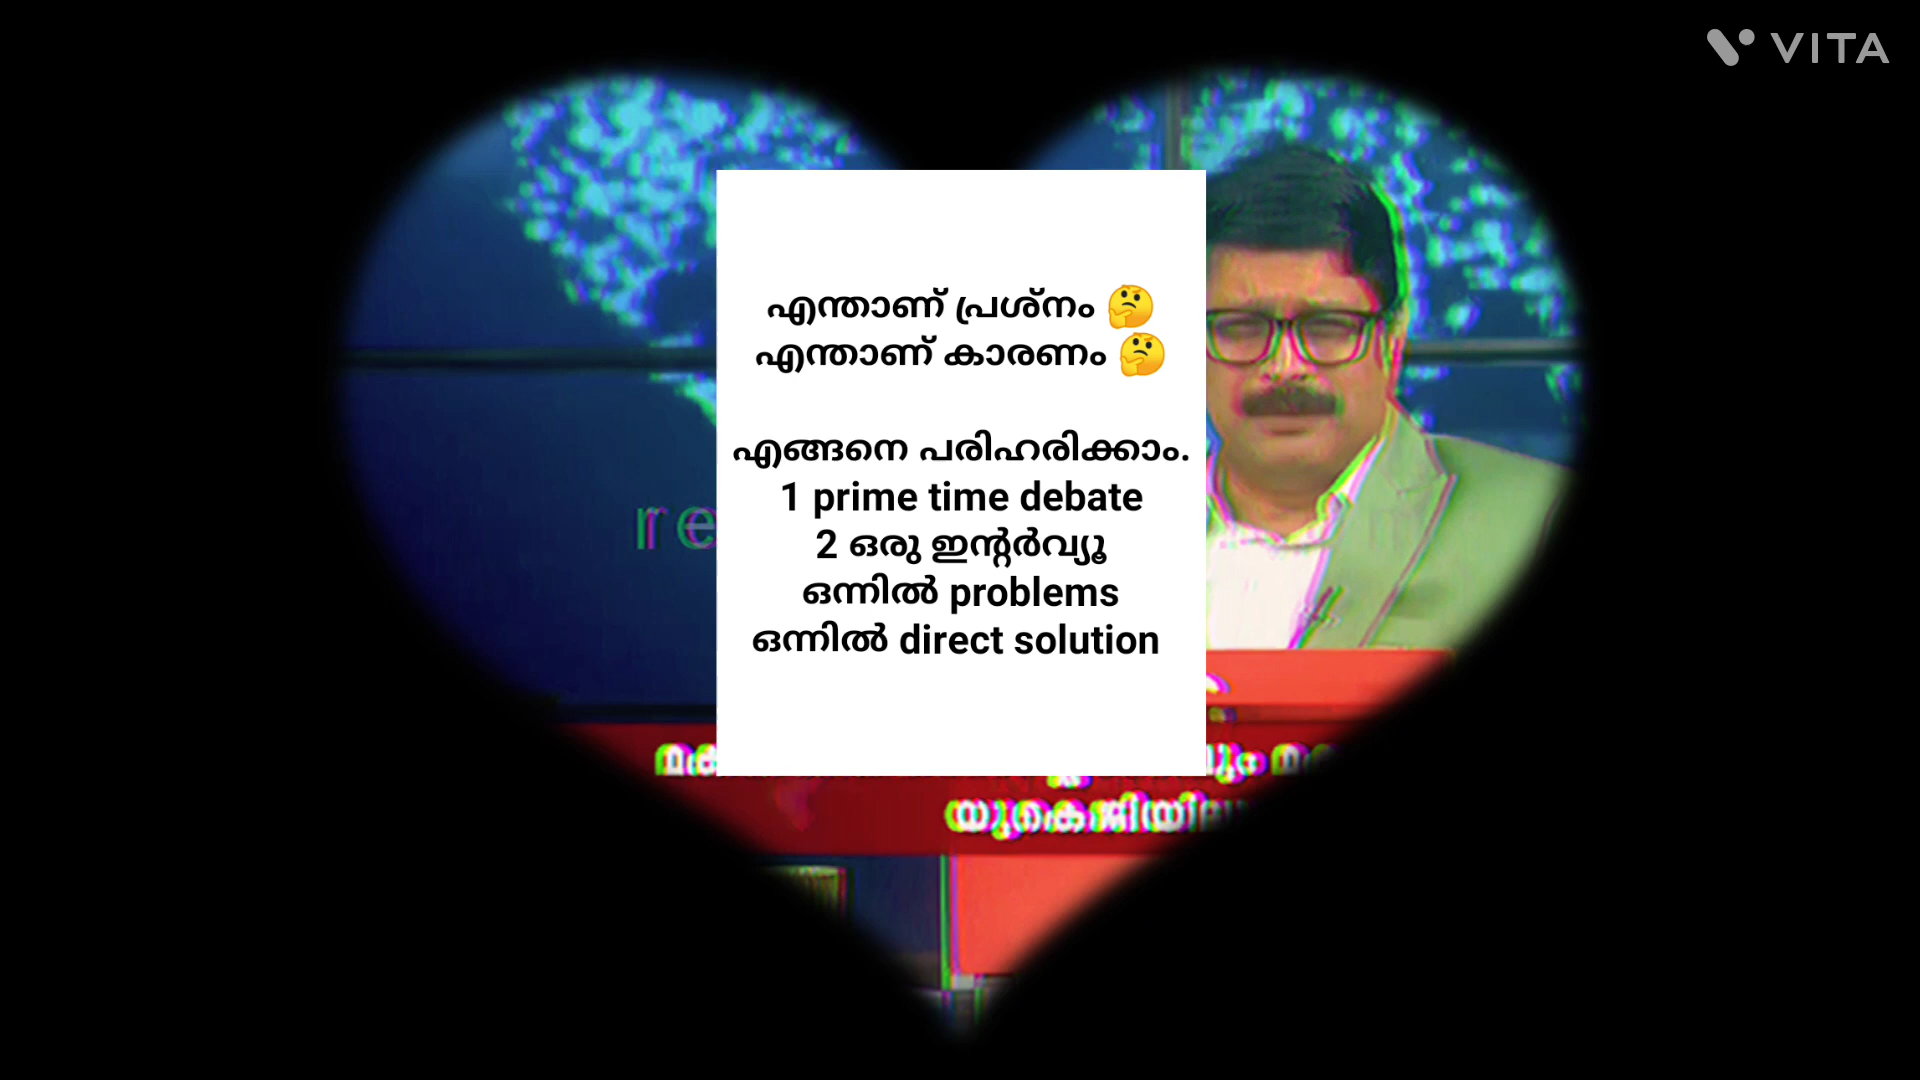 VITA
എന്താണ് പ്രശ്നം 🤔
എന്താണ് കാരണം 🤔
എങ്ങനെ പരിഹരിക്കാം.
1 prime time debate
2 ഒരു ഇന്റർവ്യൂ
ഒന്നിൽ problems
ഒന്നിൽ direct solution